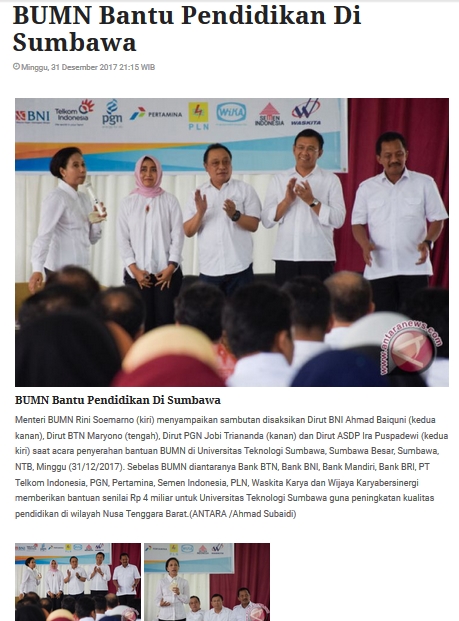 BUMN Bantu Pendidikan Di
Sumbawa
Minggu, 31 Desember 2017 21:15 WIB
BNI
Telkom
Indonesia
pgn
PERTAMINA
PLN
WIKA
SEMEN
INDONESIA
WASKITA
www.antaranews.com
BUMN Bantu Pendidikan Di Sumbawa
Menteri BUMN Rini Soemarno (kiri) menyampaikan sambutan disaksikan Dirut BNI Ahmad Baiquni (kedua
kanan), Dirut BTN Maryono (tengah), Dirut PGN Jobi Triananda (kanan) dan Dirut ASDP Ira Puspadewi (kedua
kiri) saat acara penyerahan bantuan BUMN di Universitas Teknologi Sumbawa, Sumbawa Besar, Sumbawa,
NTB, Minggu (31/12/2017). Sebelas BUMN diantaranya Bank BTN, Bank BNI, Bank Mandiri, Bank BRI, PT
Telkom Indonesia, PGN, Pertamina, Semen Indonesia, PLN, Waskita Karya dan Wijaya Karyabersinergi
memberikan bantuan senilai Rp 4 miliar untuk Universitas Teknologi Sumbawa guna peningkatan kualitas
pendidikan di wilayah Nusa Tenggara Barat.(ANTARA /Ahmad Subaidi)